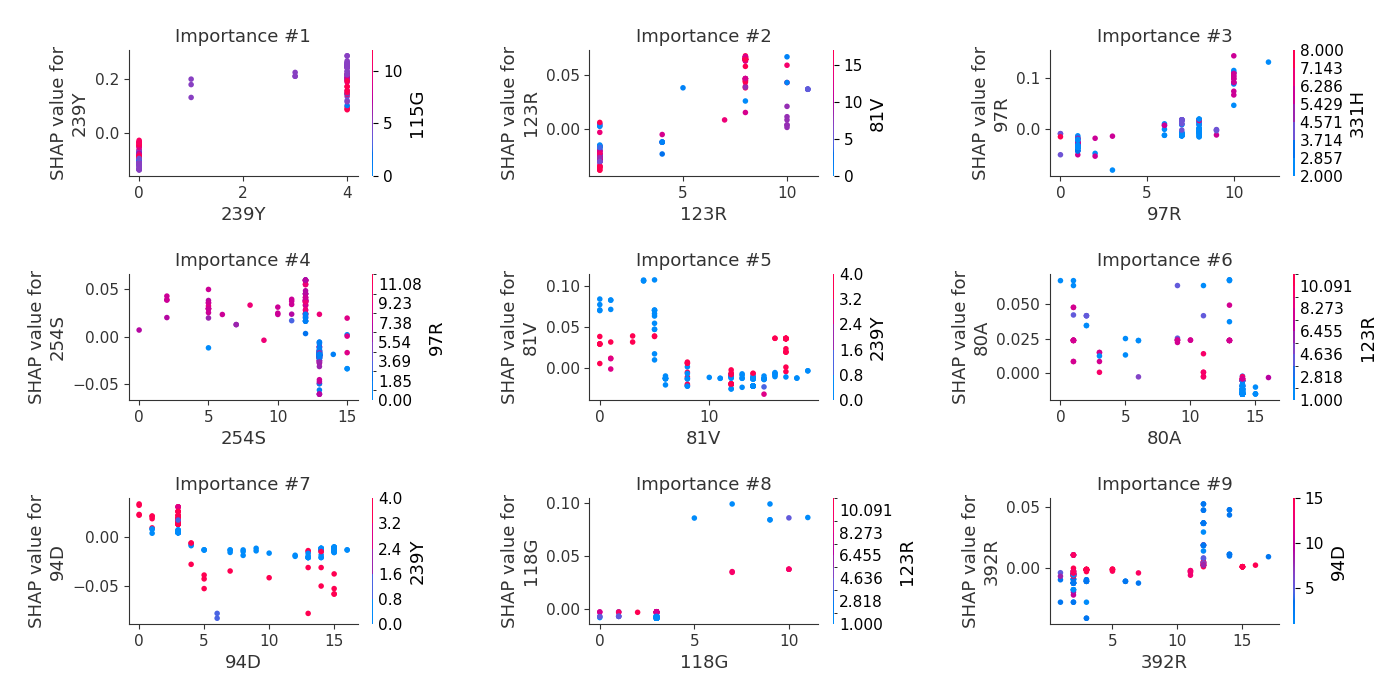 Importance #1
SHAP value for
239Y
0.2
0.0
0
2
4
239Y
10
5
0
115G
Importance #2
SHAP value for
123R
0.05
0.00
5
10
123R
15
10
5
0
81V
Importance #3
SHAP value for
97R
0.1
0.0
0
5
10
97R
8.000
7.143
6.286
5.429
4.571
3.714
2.857
2.000
331H
Importance #4
SHAP value for
254S
0.05
0.00
−0.05
0
5
10
15
254S
11.08
9.23
7.38
5.54
3.69
1.85
0.00
97R
Importance #5
SHAP value for
81V
0.10
0.05
0.00
0
10
81V
4.0
3.2
2.4
1.6
0.8
0.0
239Y
Importance #6
SHAP value for
80A
0.050
0.025
0.000
0
5
10
15
80A
10.091
8.273
6.455
4.636
2.818
1.000
123R
Importance #7
SHAP value for
94D
0.00
−0.05
0
5
10
15
94D
4.0
3.2
2.4
1.6
0.8
0.0
239Y
Importance #8
SHAP value for
118G
0.10
0.05
0.00
0
5
10
118G
10.091
8.273
6.455
4.636
2.818
1.000
123R
Importance #9
SHAP value for
392R
0.05
0.00
5
10
15
392R
15
10
5
94D